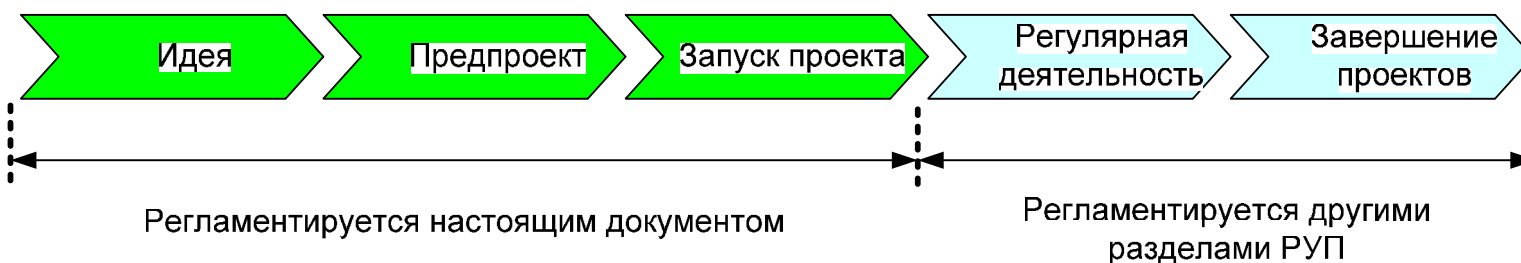 Идея
Предпроект
Запуск проекта
Регулярная
деятельность
Завершение
проектов
Регламентируется настоящим документом
Регламентируется другими
разделами РУП